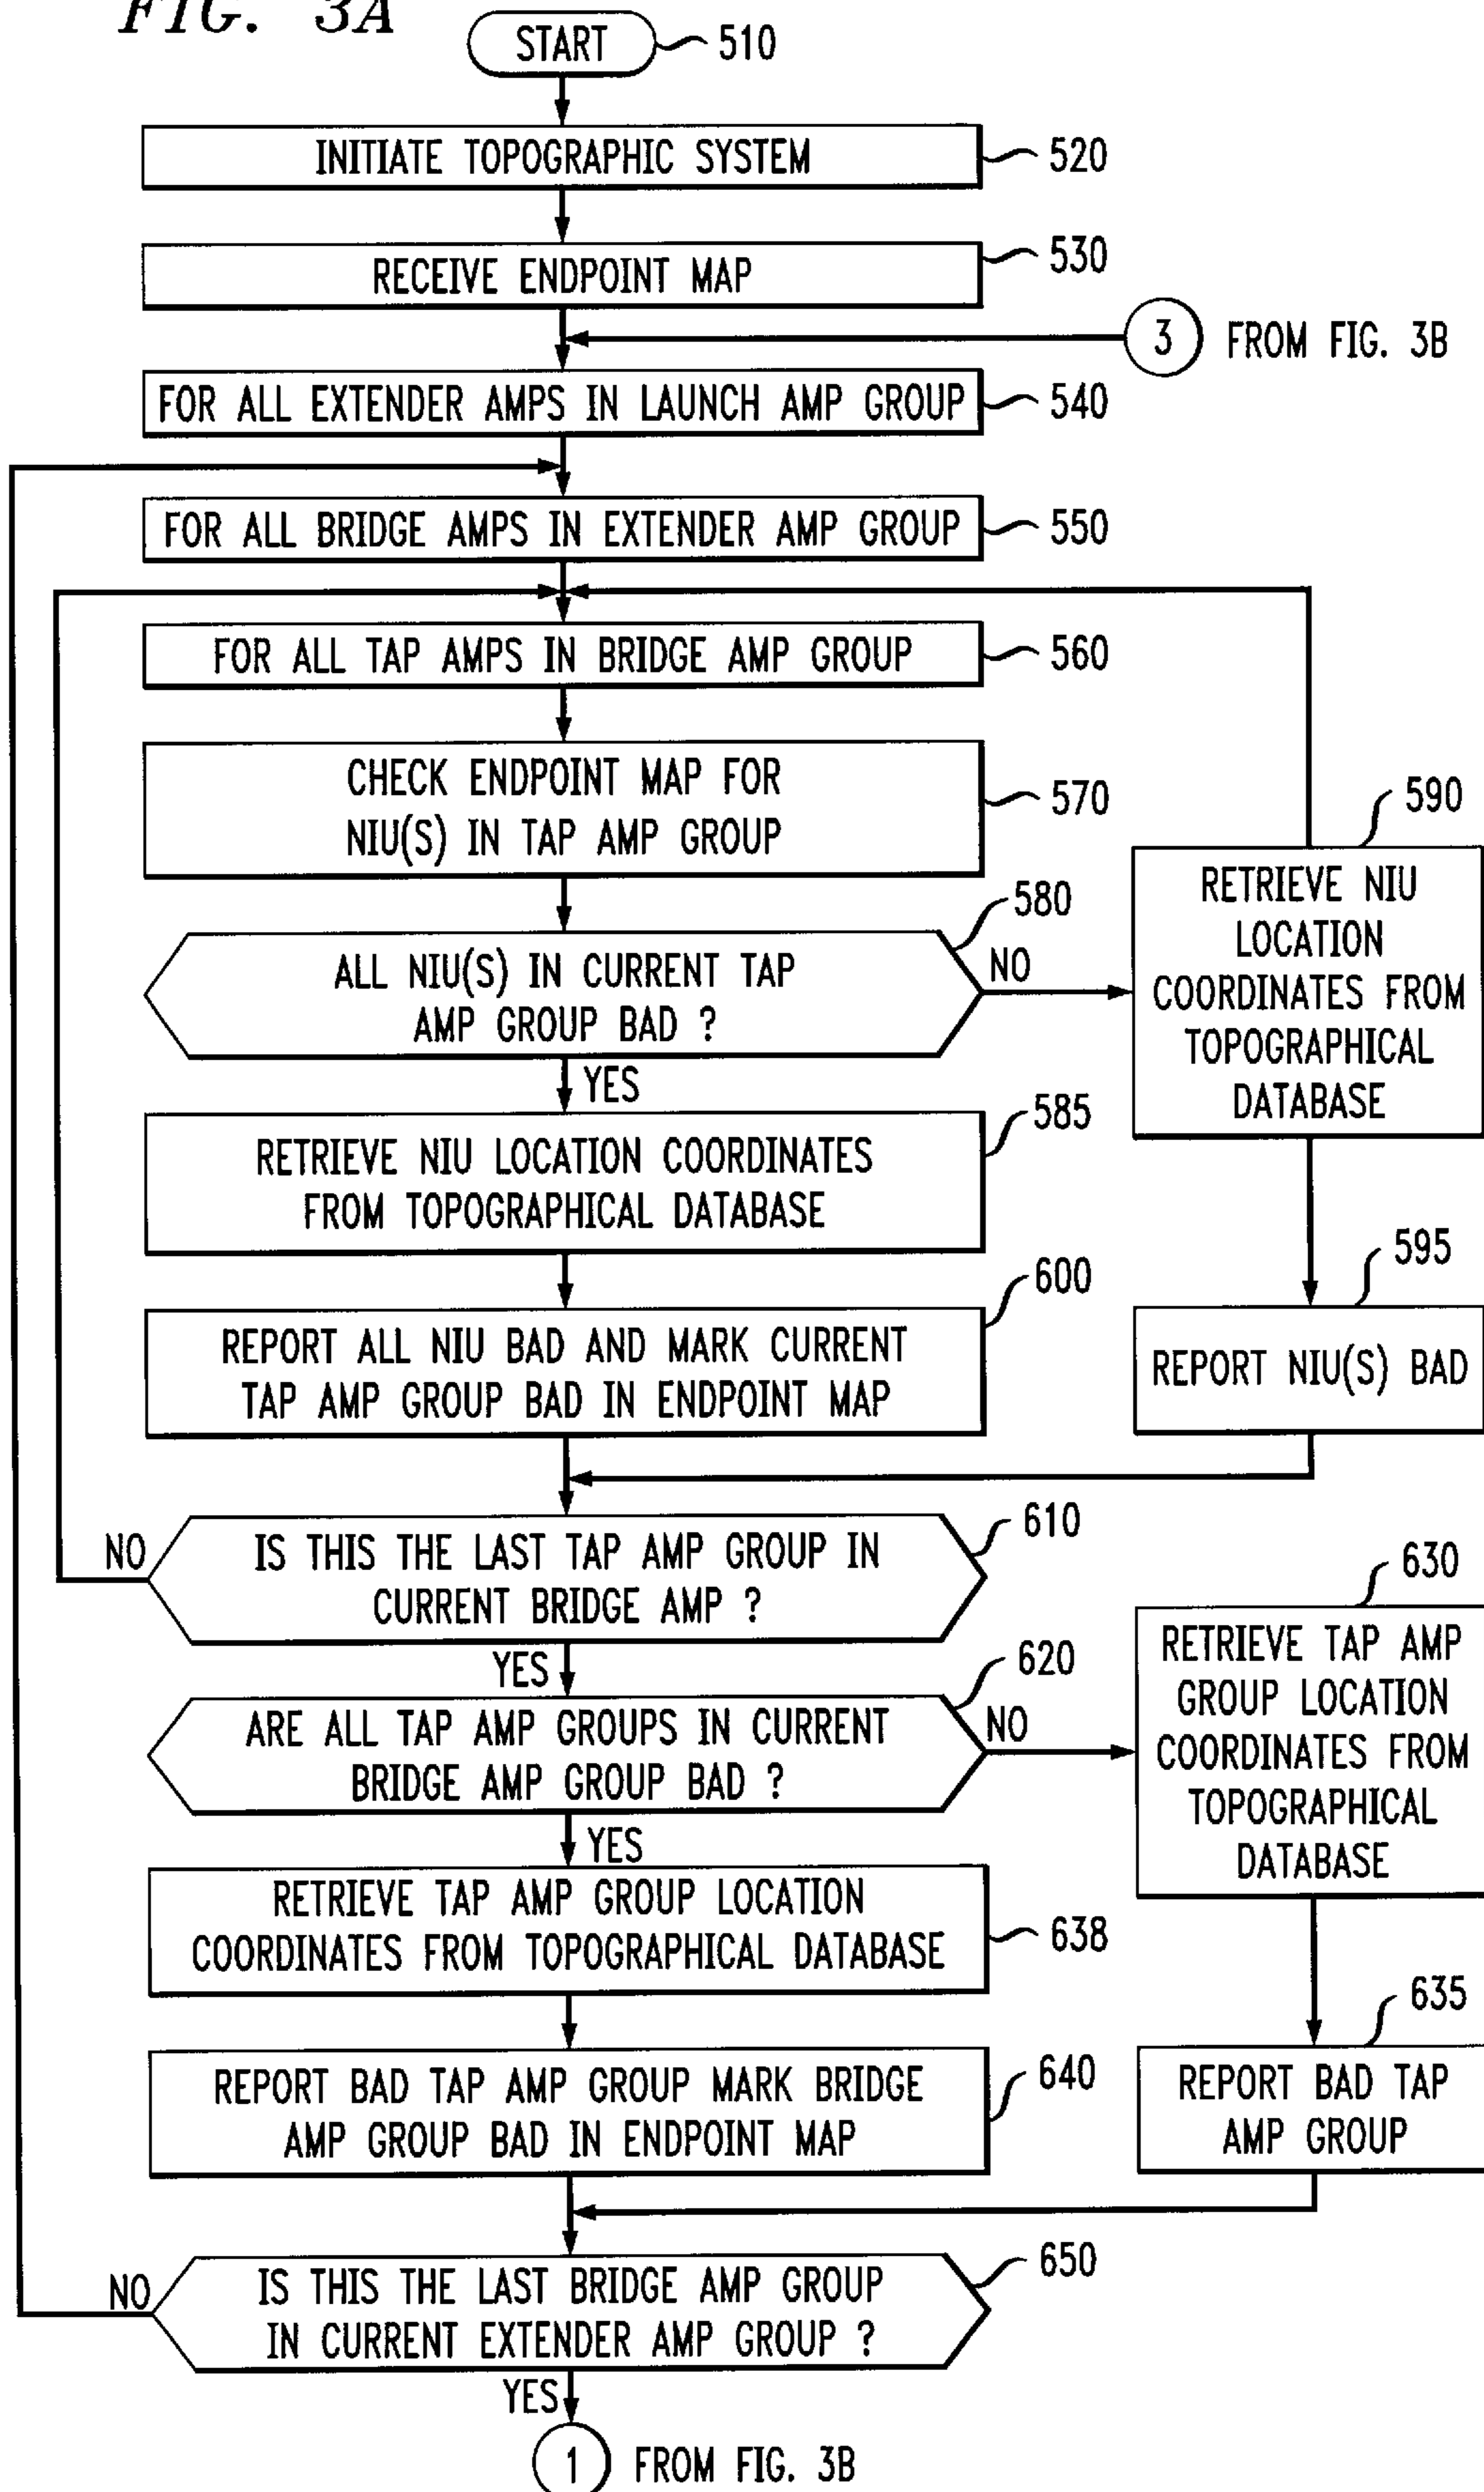 FIG. 3A
START
510
INITIATE TOPOGRAPHIC SYSTEM
520
RECEIVE ENDPOINT MAP
530
3
FROM FIG. 3B
FOR ALL EXTENDER AMPS IN LAUNCH AMP GROUP
540
FOR ALL BRIDGE AMPS IN EXTENDER AMP GROUP
550
FOR ALL TAP AMPS IN BRIDGE AMP GROUP
560
CHECK ENDPOINT MAP FOR
NIU(S) IN TAP AMP GROUP
570
ALL NIU(S) IN CURRENT TAP
AMP GROUP BAD ?
580
NO
590
RETRIEVE NIU
LOCATION
COORDINATES FROM
TOPOGRAPHICAL
DATABASE
YES
RETRIEVE NIU LOCATION COORDINATES
FROM TOPOGRAPHICAL DATABASE
585
REPORT ALL NIU BAD AND MARK CURRENT
TAP AMP GROUP BAD IN ENDPOINT MAP
600
595
REPORT NIU(S) BAD
NO
IS THIS THE LAST TAP AMP GROUP IN
CURRENT BRIDGE AMP ?
610
YES
ARE ALL TAP AMP GROUPS IN CURRENT
BRIDGE AMP GROUP BAD ?
620
NO
630
RETRIEVE TAP AMP
GROUP LOCATION
COORDINATES FROM
TOPOGRAPHICAL
DATABASE
YES
RETRIEVE TAP AMP GROUP LOCATION
COORDINATES FROM TOPOGRAPHICAL DATABASE
638
REPORT BAD TAP AMP GROUP MARK BRIDGE
AMP GROUP BAD IN ENDPOINT MAP
640
635
REPORT BAD TAP
AMP GROUP
NO
IS THIS THE LAST BRIDGE AMP GROUP
IN CURRENT EXTENDER AMP GROUP ?
650
YES
1
FROM FIG. 3B